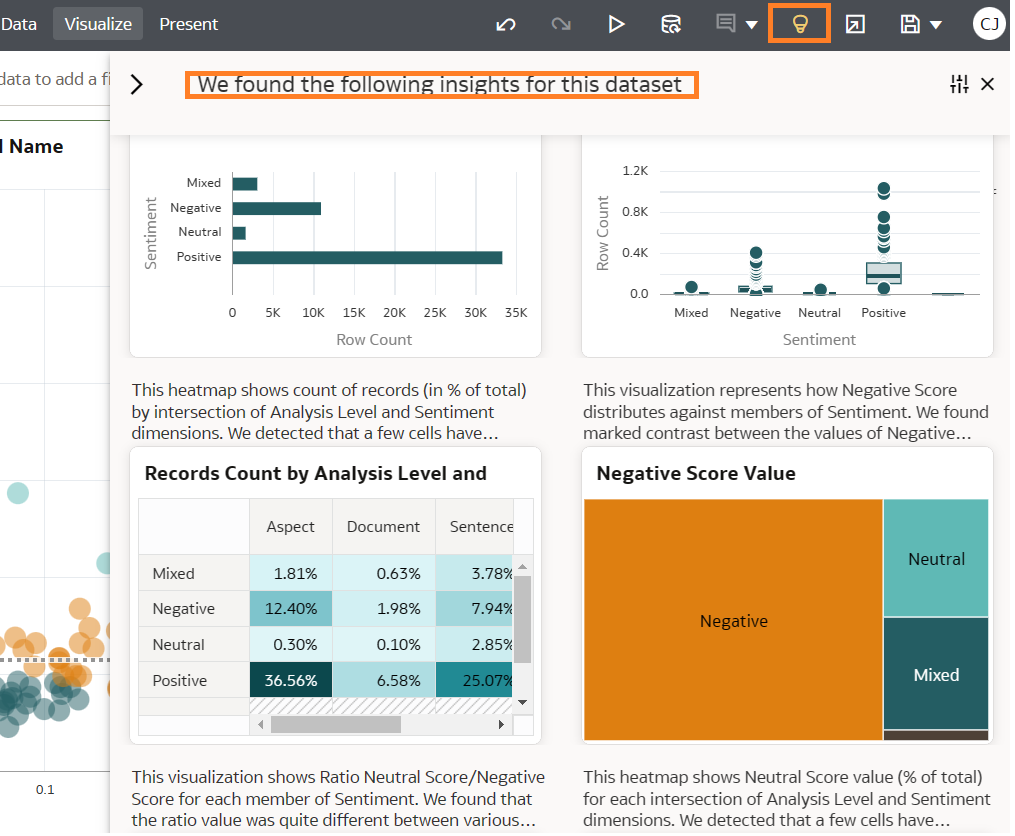 Data Visualize Present CJ
data to add a fi
We found the following insights for this dataset
Name
0.1
Sentiment
Mixed
Negative
Neutral
Positive
0 5K 10K 15K 20K 25K 30K 35K
Row Count
Row Count
1.2K
0.8K
0.4K
0.0
Mixed Negative Neutral Positive
Sentiment
This heatmap shows count of records (in % of total)
by intersection of Analysis Level and Sentiment
dimensions. We detected that a few cells have...
This visualization represents how Negative Score
distributes against members of Sentiment. We found
marked contrast between the values of Negative...
Records Count by Analysis Level and
Aspect Document Sentence
Mixed 1.81% 0.63% 3.78%
Negative 12.40% 1.98% 7.94%
Neutral 0.30% 0.10% 2.85%
Positive 36.56% 6.58% 25.07%
Negative Score Value
Negative
Neutral
Mixed
This visualization shows Ratio Neutral Score/Negative
Score for each member of Sentiment. We found that
the ratio value was quite different between various...
This heatmap shows Neutral Score value (% of total)
for each intersection of Analysis Level and Sentiment
dimensions. We detected that a few cells have...